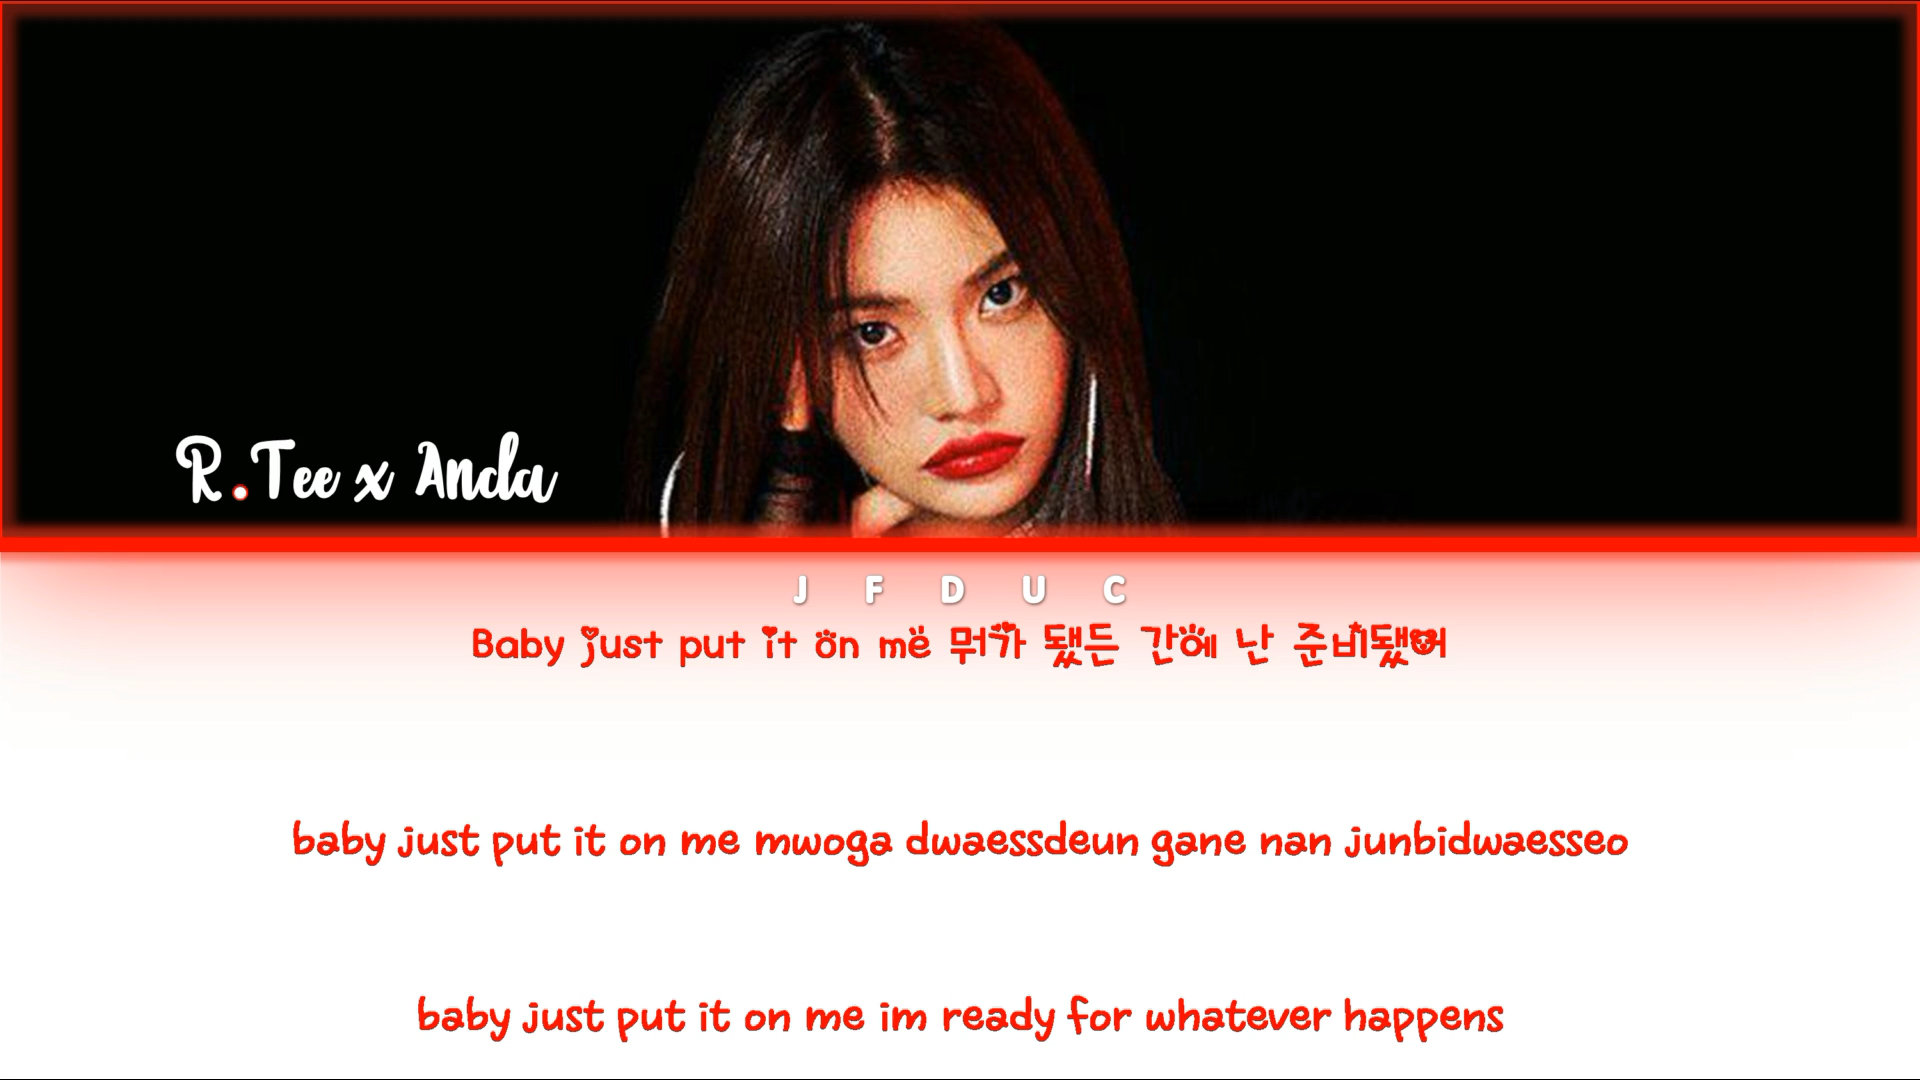 R.Tee x Anda
J F D U C
Baby just put it on me 뭐가 됐든 간에 난 준비됐어
baby just put it on me mwoga dwaessdeun gane nan junbidwaesseo
baby just put it on me im ready for whatever happens